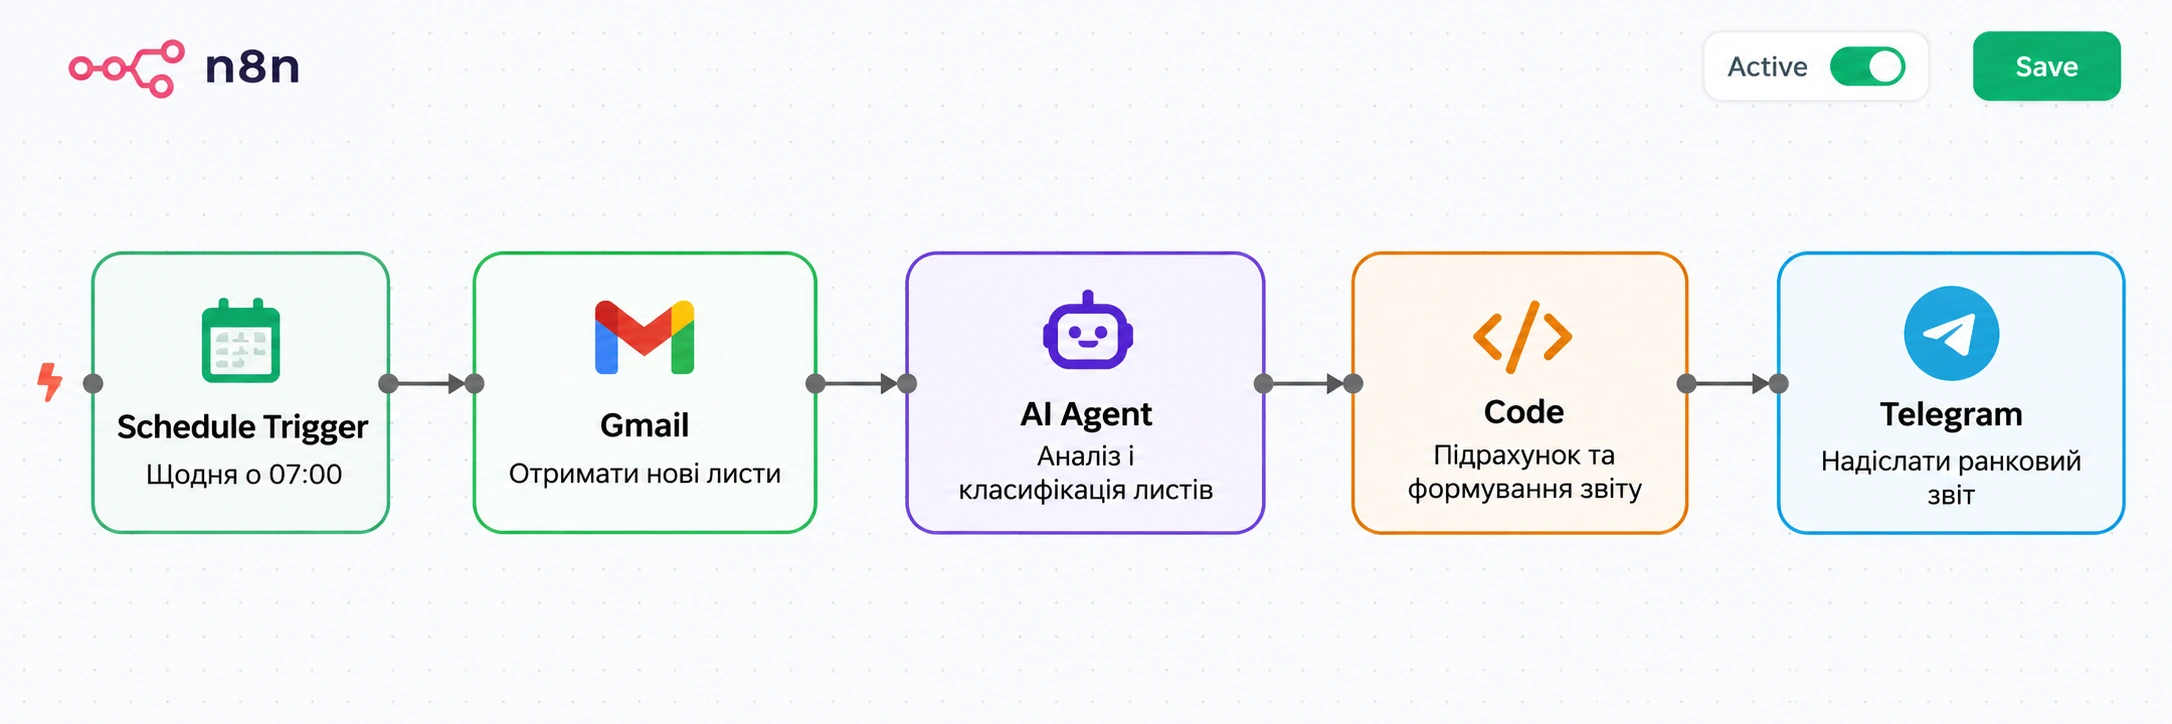 n8n
Active
Save
Schedule Trigger
Щодня о 07:00
Gmail
Отримати нові листи
AI Agent
Аналіз і
класифікація листів
Code
Підрахунок та
формування звіту
Telegram
Надіслати ранковий
звіт